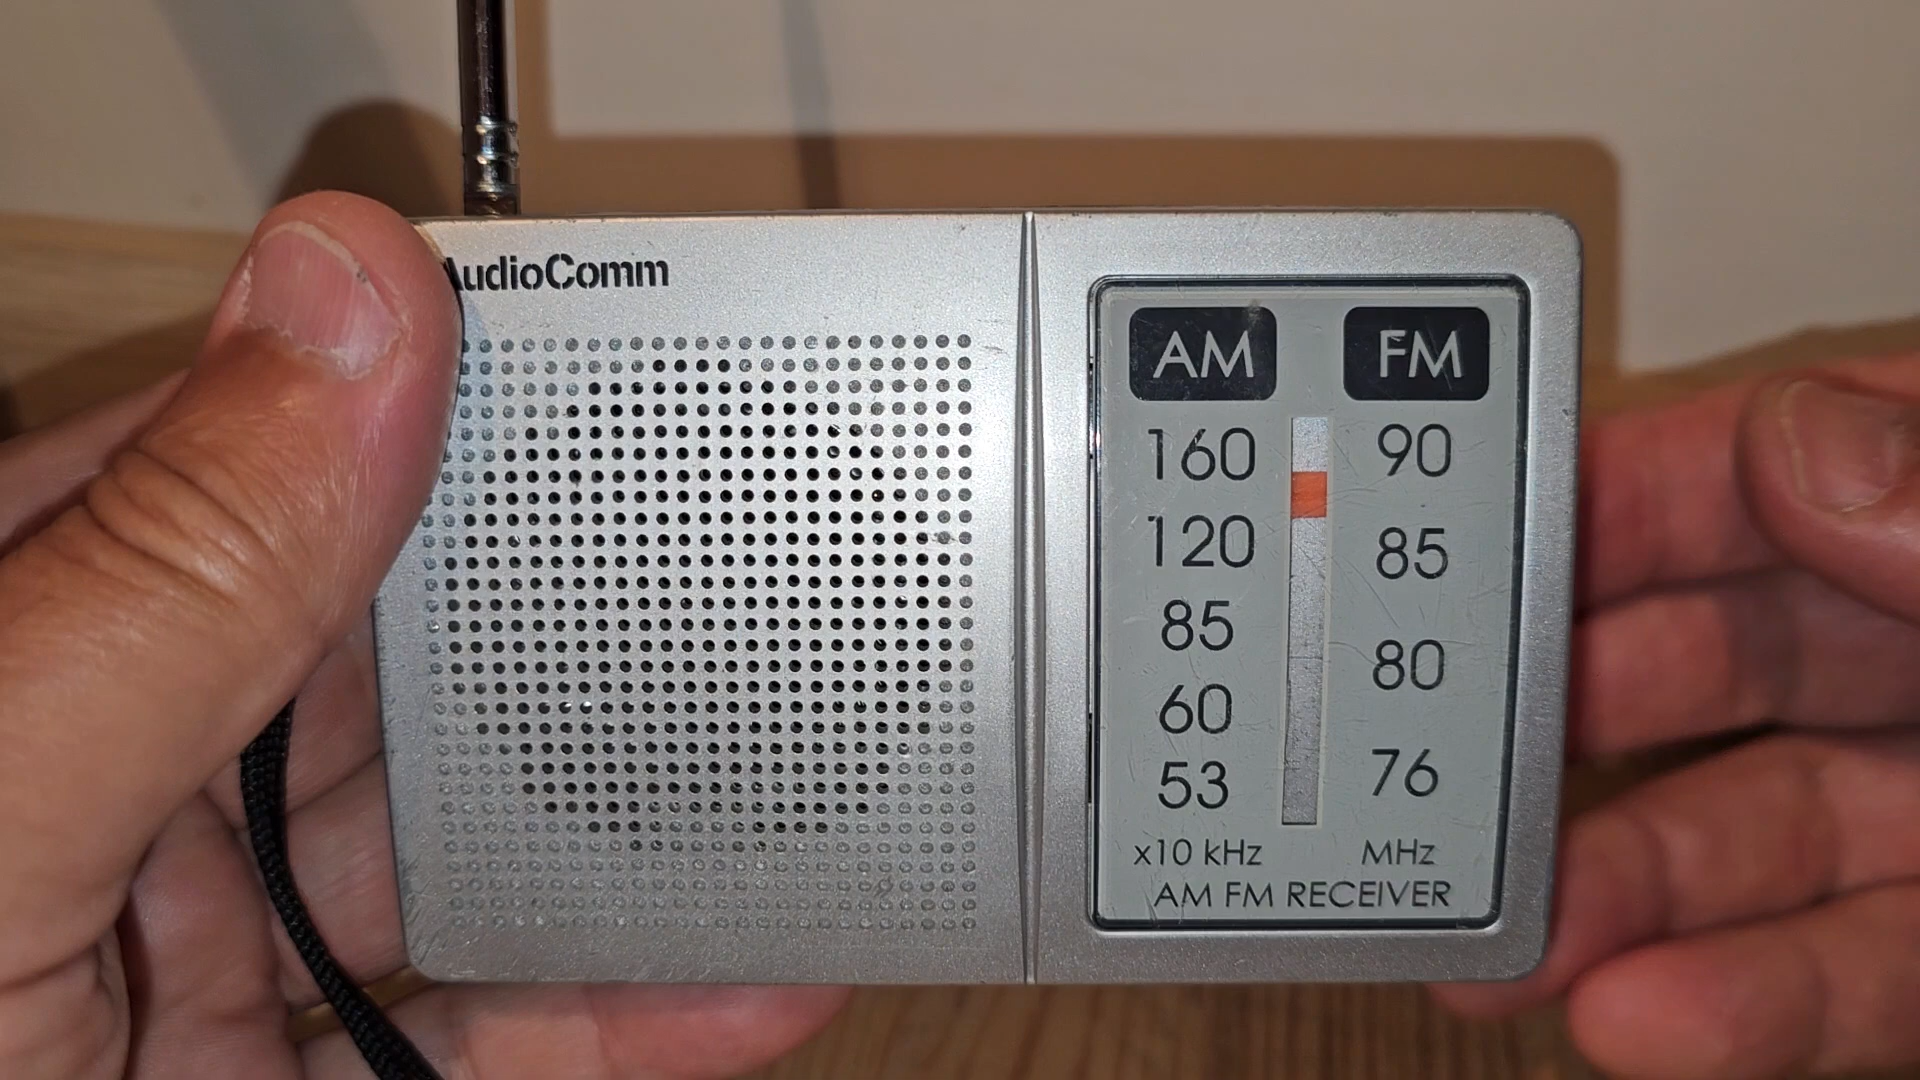 AudioComm
AM FM
160 90
120 85
85 80
60 76
53
x10 kHz MHz
AM FM RECEIVER